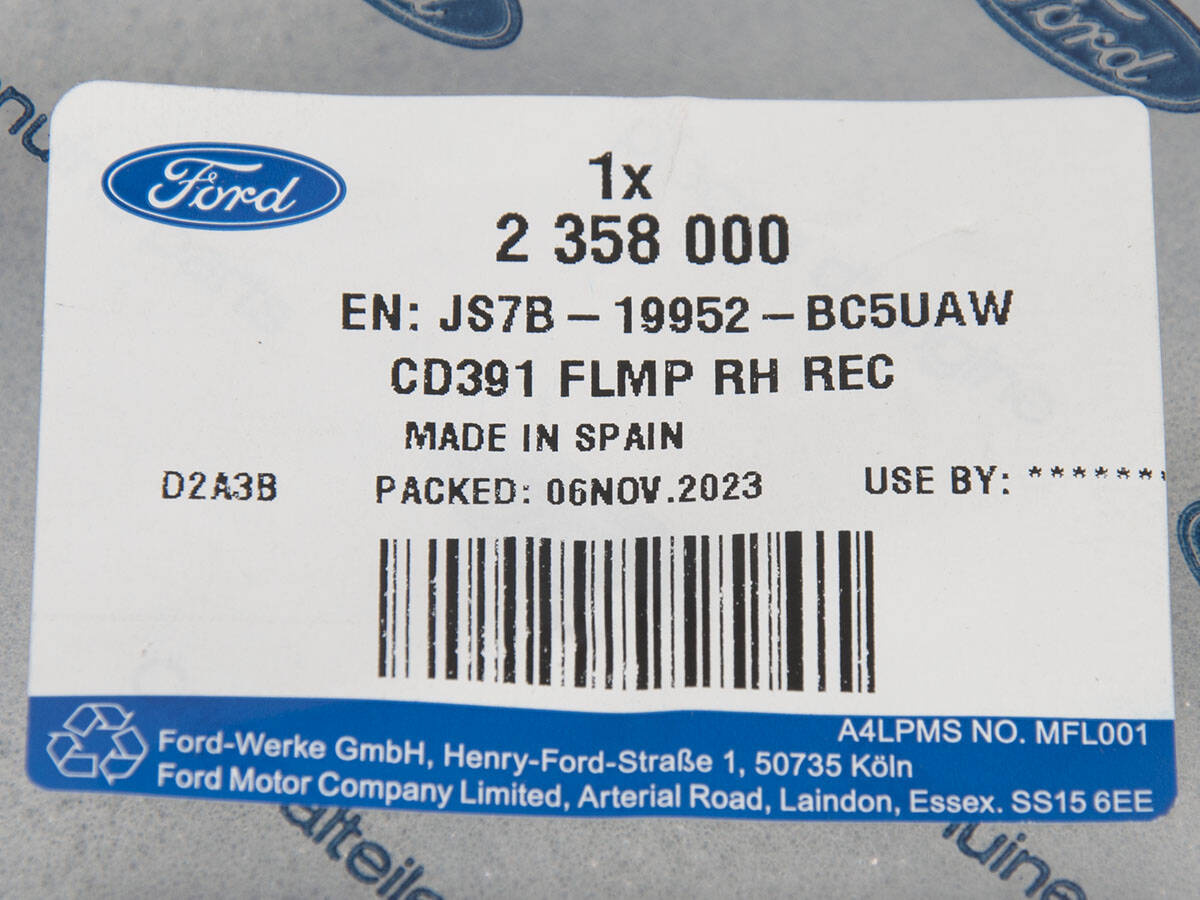 Ford
Ford
1x
2 358 000
EN: JS7B-19952-BC5UAW
CD391 FLMP RH REC
MADE IN SPAIN
D2A3B PACKED: 06NOV.2023 USE BY: *******
A4LPMS NO. MFL001
Ford-Werke GmbH, Henry-Ford-Straße 1, 50735 Köln
Ford Motor Company Limited, Arterial Road, Laindon, Essex. SS15 6EE